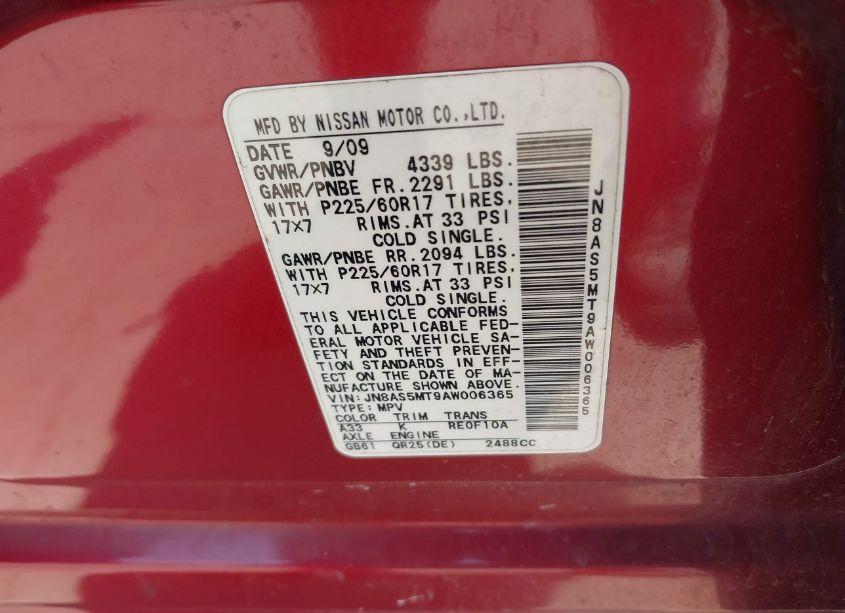 MFD BY NISSAN MOTOR CO.,LTD.
DATE 9/09
GVWR/PNBV 4339 LBS.
GAWR/PNBE FR.2291 LBS.
WITH P225/60R17 TIRES,
17X7 RIMS.AT 33 PSI
COLD SINGLE.
GAWR/PNBE RR.2094 LBS.
WITH P225/60R17 TIRES,
17X7 RIMS.AT 33 PSI
COLD SINGLE.
THIS VEHICLE CONFORMS
TO ALL APPLICABLE FED-
ERAL MOTOR VEHICLE SA-
FETY AND THEFT PREVEN-
TION STANDARDS IN EFF-
ECT ON THE DATE OF MA-
NUFACTURE SHOWN ABOVE.
VIN: JN8AS5MT9AW006365
TYPE: MPV
COLOR TRIM TRANS
A33 K RE0F10A
AXLE ENGINE
GB61 QR25(DE) 2488CC
JN8AS5MT9AW006365